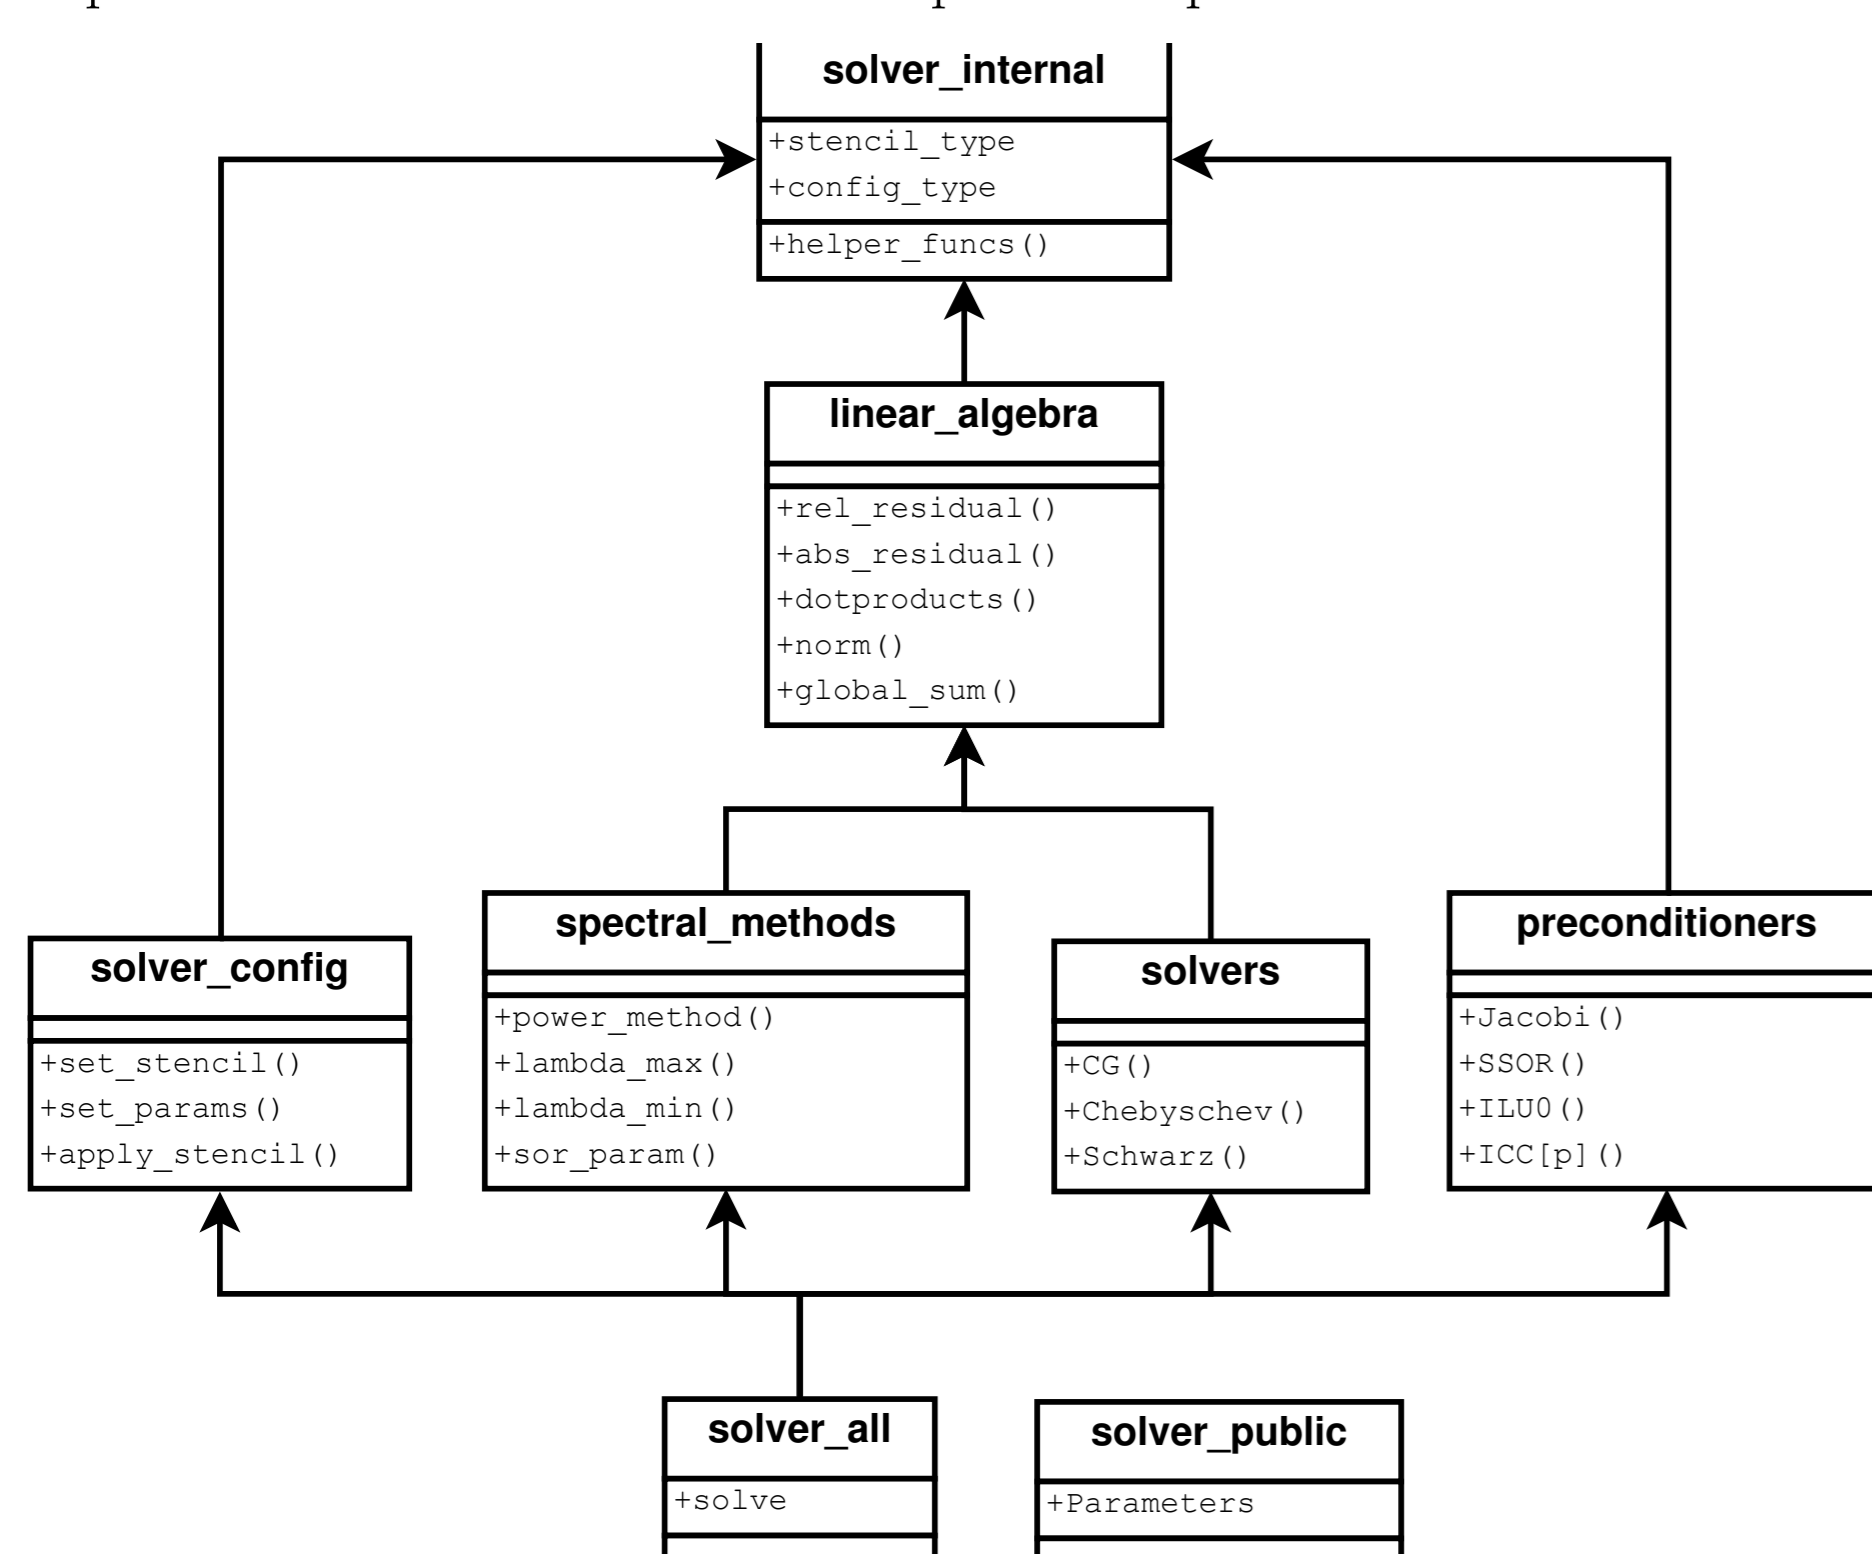 solver_internal
+stencil_type
+config_type
+helper_funcs()
linear_algebra
+rel_residual()
+abs_residual()
+dotproducts()
+norm()
+global_sum()
solver_config
+set_stencil()
+set_params()
+apply_stencil()
spectral_methods
+power_method()
+lambda_max()
+lambda_min()
+sor_param()
solvers
+CG()
+Chebyschev()
+Schwarz()
preconditioners
+Jacobi()
+SSOR()
+ILU0()
+ICC[p]()
solver_all
+solve
solver_public
+Parameters